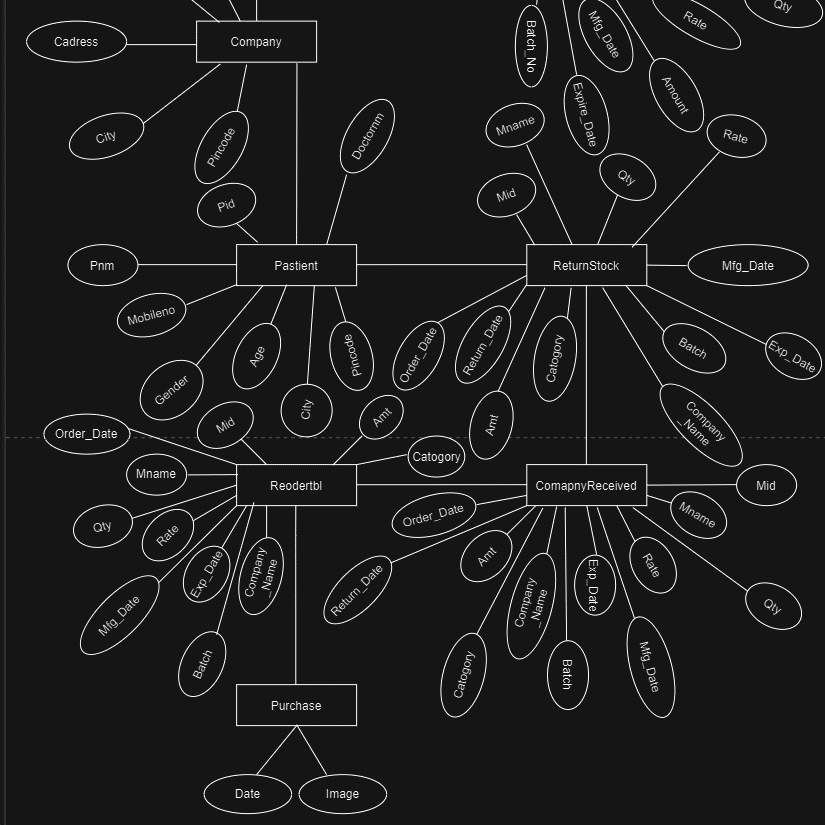 Qty
Rate
Mfg_Date
Batch_No
Cadress
Company
Amount
Expire_Date
City
Pincode
Doctornm
Mname
Rate
Qty
Mid
Pid
Pnm
Pastient
ReturnStock
Mfg_Date
Mobileno
Age
Pincode
Order_Date
Return_Date
Catogory
Batch
Exp_Date
Gender
City
Amt
Company
_Name
Mid
Amt
Order_Date
Catogory
Mname
Reodertbl
ComapnyReceived
Mid
Qty
Rate
Exp_Date
Company
_Name
Order_Date
Mname
Mfg_Date
Batch
Return_Date
Amt
Company
_Name
Exp_Date
Rate
Qty
Catogory
Batch
Mfg_Date
Purchase
Date
Image